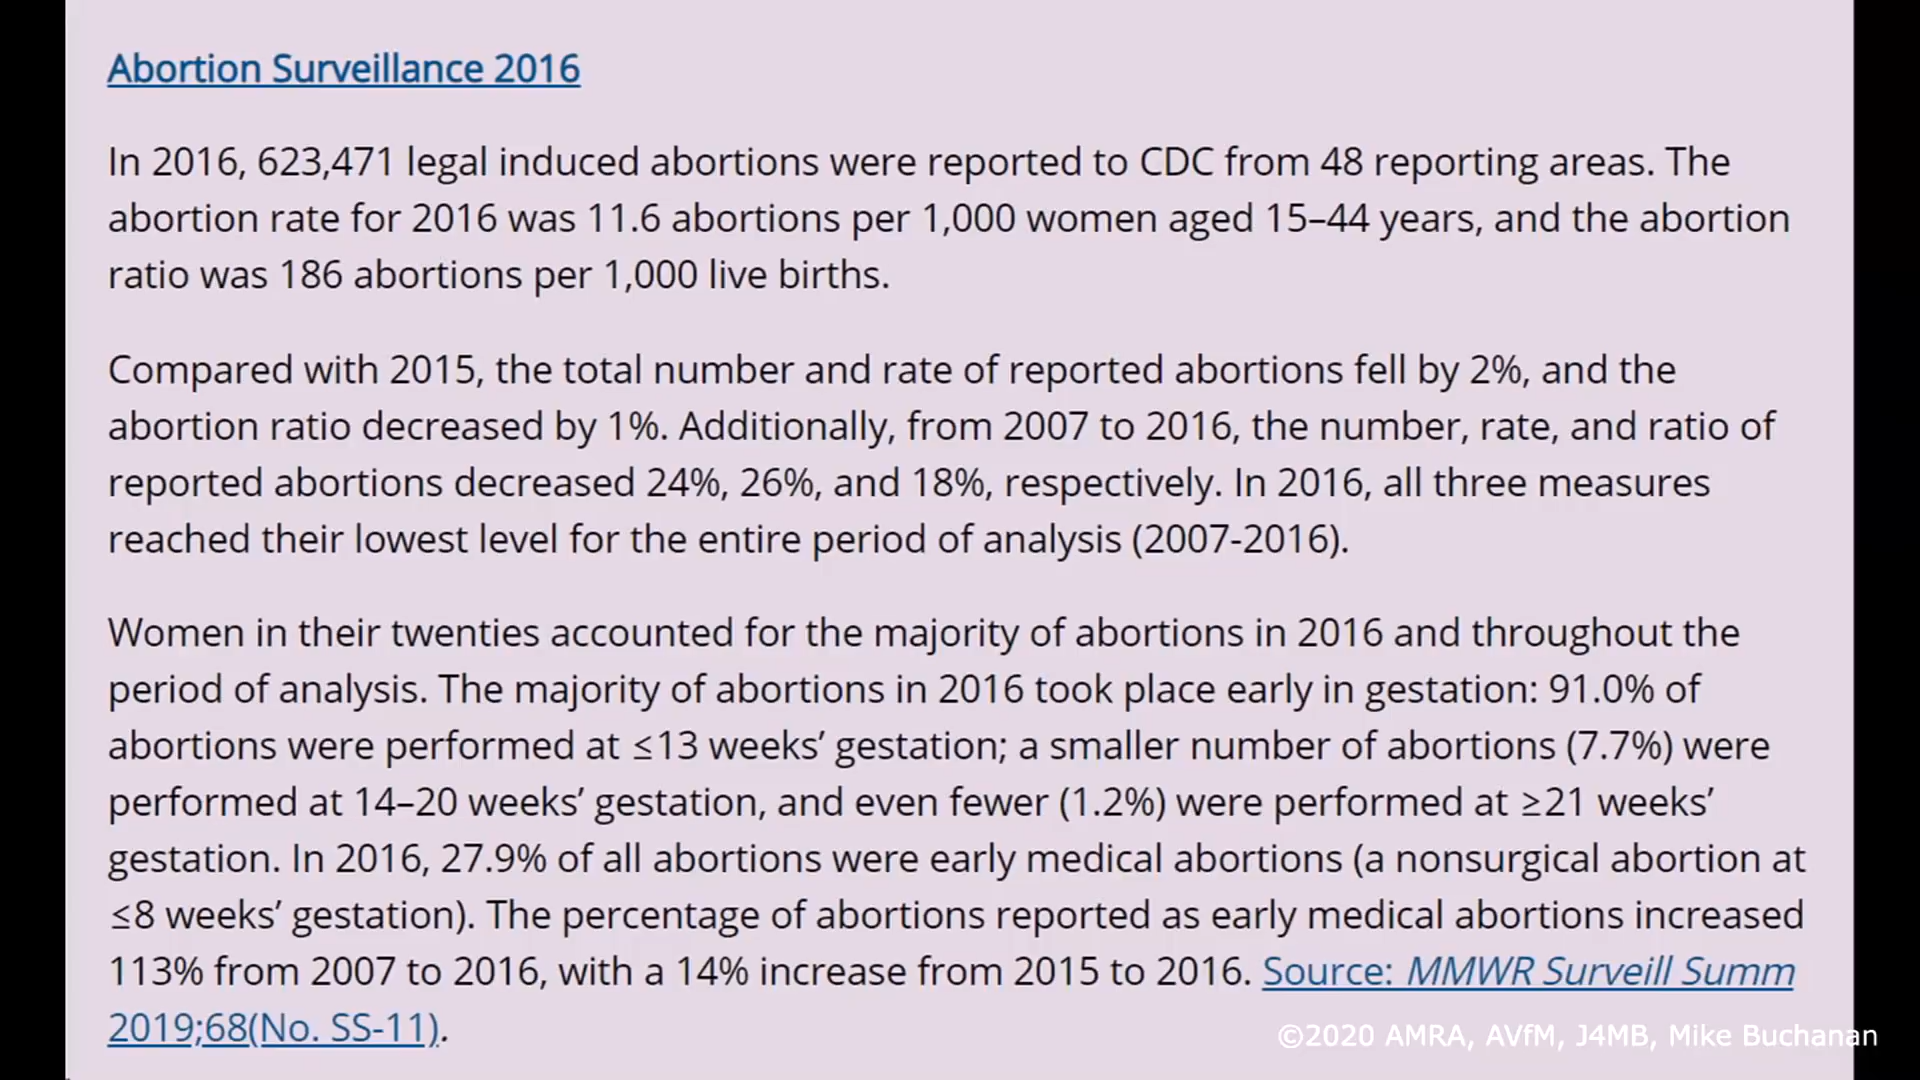 Abortion Surveillance 2016
In 2016, 623,471 legal induced abortions were reported to CDC from 48 reporting areas. The
abortion rate for 2016 was 11.6 abortions per 1,000 women aged 15–44 years, and the abortion
ratio was 186 abortions per 1,000 live births.
Compared with 2015, the total number and rate of reported abortions fell by 2%, and the
abortion ratio decreased by 1%. Additionally, from 2007 to 2016, the number, rate, and ratio of
reported abortions decreased 24%, 26%, and 18%, respectively. In 2016, all three measures
reached their lowest level for the entire period of analysis (2007-2016).
Women in their twenties accounted for the majority of abortions in 2016 and throughout the
period of analysis. The majority of abortions in 2016 took place early in gestation: 91.0% of
abortions were performed at ≤13 weeks’ gestation; a smaller number of abortions (7.7%) were
performed at 14–20 weeks’ gestation, and even fewer (1.2%) were performed at ≥21 weeks’
gestation. In 2016, 27.9% of all abortions were early medical abortions (a nonsurgical abortion at
≤8 weeks’ gestation). The percentage of abortions reported as early medical abortions increased
113% from 2007 to 2016, with a 14% increase from 2015 to 2016. Source: MMWR Surveill Summ
2019;68(No. SS-11).
©2020 AMRA, AVfM, J4MB, Mike Buchanan